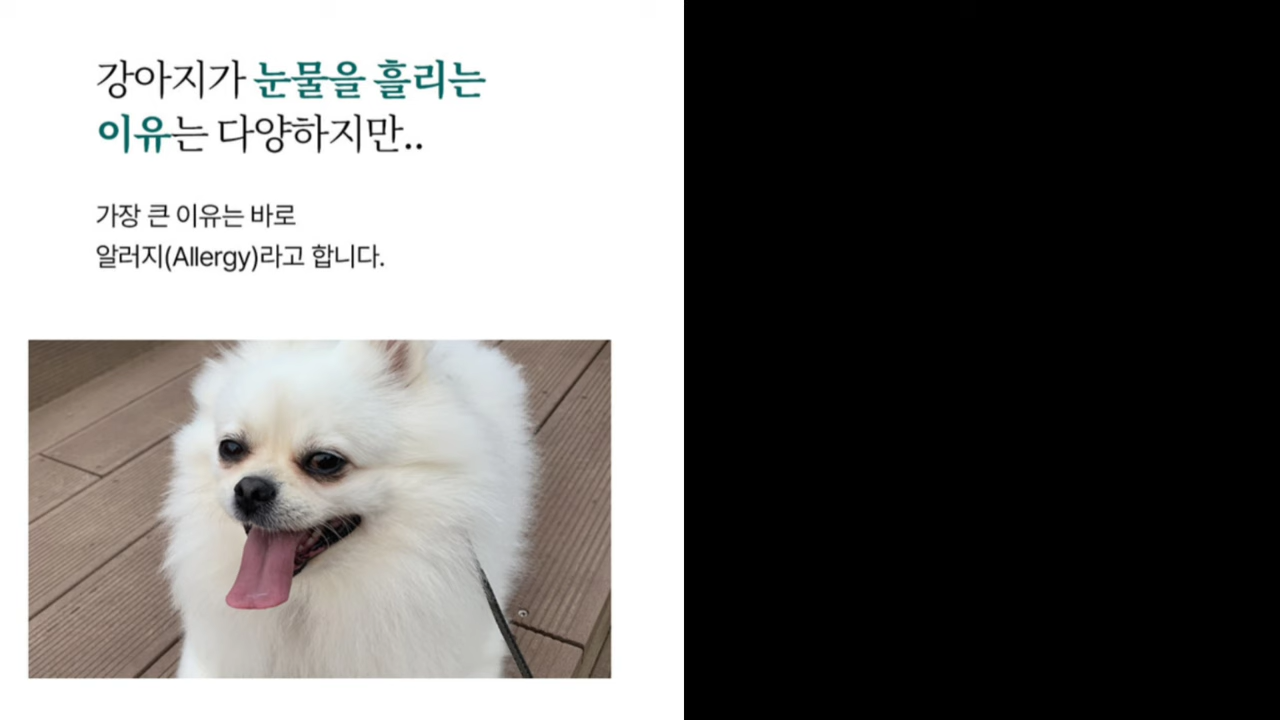 강아지가 눈물을 흘리는
이유는 다양하지만..
가장 큰 이유는 바로
알러지(Allergy)라고 합니다.